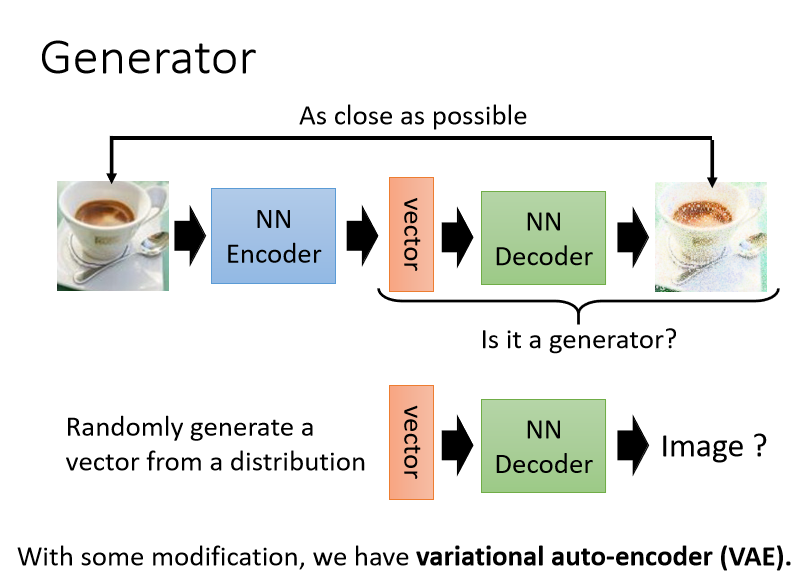 Generator
As close as possible
NN
Encoder
vector
NN
Decoder
Is it a generator?
Randomly generate a
vector from a distribution
vector
NN
Decoder
Image ?
With some modification, we have variational auto-encoder (VAE).